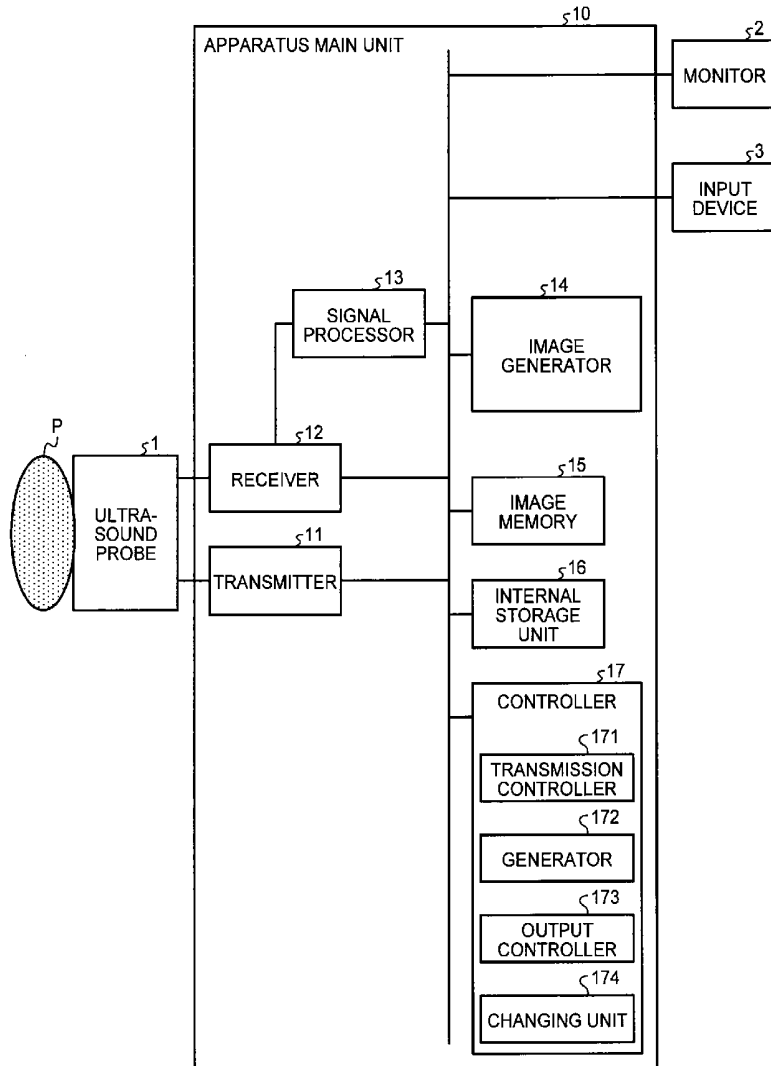 10
APPARATUS MAIN UNIT
2
MONITOR
3
INPUT
DEVICE
13
SIGNAL
PROCESSOR
14
IMAGE
GENERATOR
P
1
ULTRA-
SOUND
PROBE
12
RECEIVER
15
IMAGE
MEMORY
11
TRANSMITTER
16
INTERNAL
STORAGE
UNIT
17
CONTROLLER
171
TRANSMISSION
CONTROLLER
172
GENERATOR
173
OUTPUT
CONTROLLER
174
CHANGING UNIT